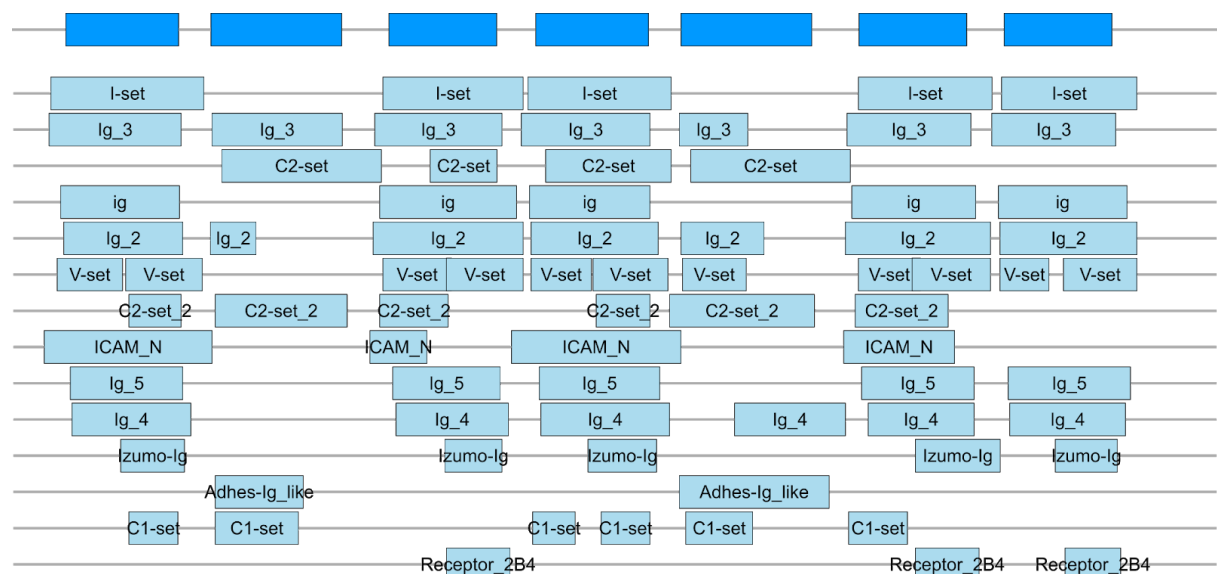 I-set I-set I-set I-set I-set
Ig_3 Ig_3 Ig_3 Ig_3 Ig_3 Ig_3 Ig_3
C2-set C2-set C2-set C2-set
ig ig ig ig ig
Ig_2 Ig_2 Ig_2 Ig_2 Ig_2 Ig_2 Ig_2
V-set V-set V-set V-set V-set V-set V-set V-set V-set V-set V-set
C2-set_2 C2-set_2 C2-set_2 C2-set_2 C2-set_2 C2-set_2
ICAM_N ICAM_N ICAM_N ICAM_N
Ig_5 Ig_5 Ig_5 Ig_5 Ig_5
Ig_4 Ig_4 Ig_4 Ig_4 Ig_4 Ig_4
Izumo-Ig Izumo-Ig Izumo-Ig Izumo-Ig Izumo-Ig
Adhes-Ig_like Adhes-Ig_like
C1-set C1-set C1-set C1-set C1-set C1-set
Receptor_2B4 Receptor_2B4 Receptor_2B4